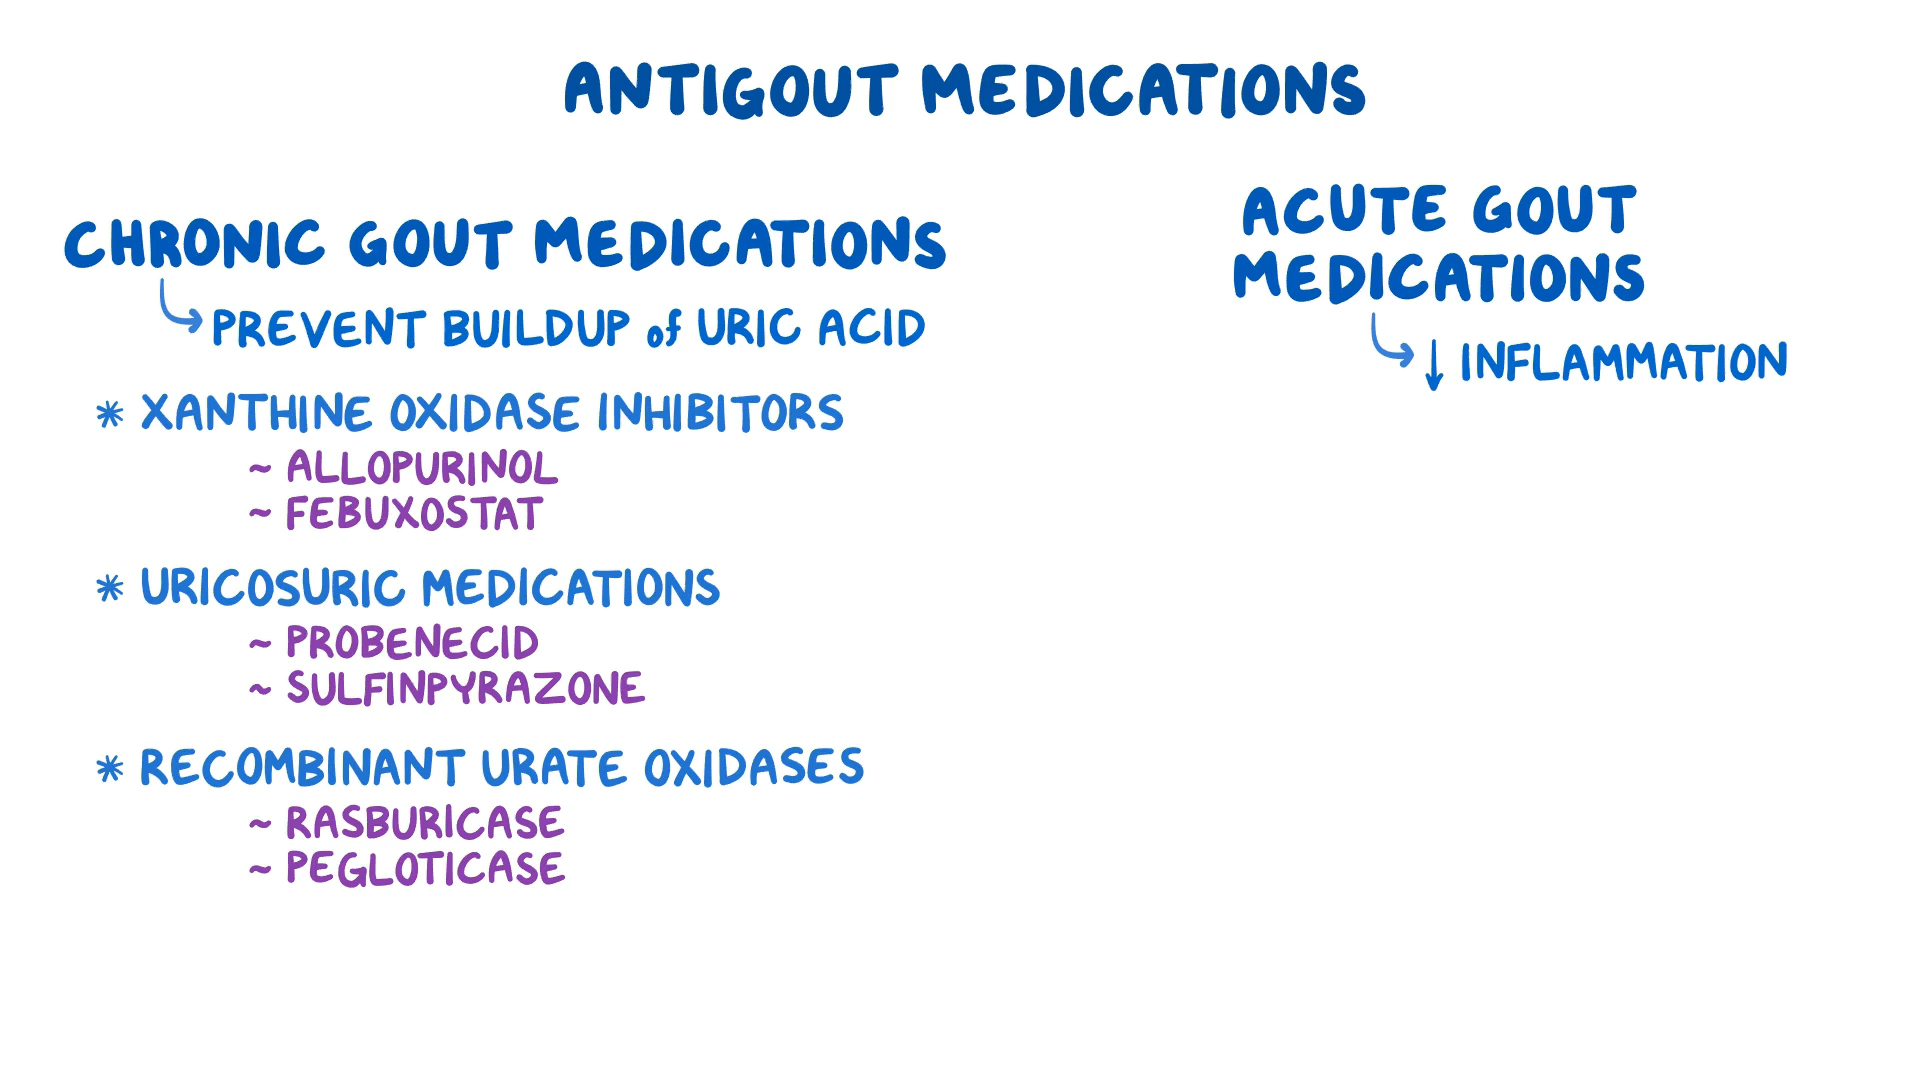 ANTIGOUT MEDICATIONS
CHRONIC GOUT MEDICATIONS
PREVENT BUILDUP of URIC ACID
* XANTHINE OXIDASE INHIBITORS
~ ALLOPURINOL
~ FEBUXOSTAT
* URICOSURIC MEDICATIONS
~ PROBENECID
~ SULFINPYRAZONE
* RECOMBINANT URATE OXIDASES
~ RASBURICASE
~ PEGLOTICASE
ACUTE GOUT
MEDICATIONS
↓ INFLAMMATION